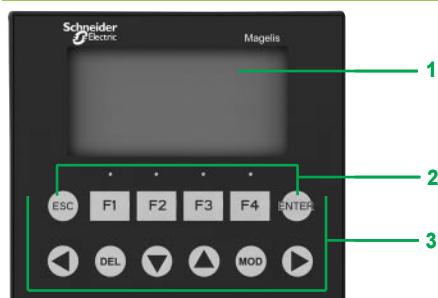 Schneider
Electric
Magelis
1
2
ESC F1 F2 F3 F4 ENTER
3
DEL MOD